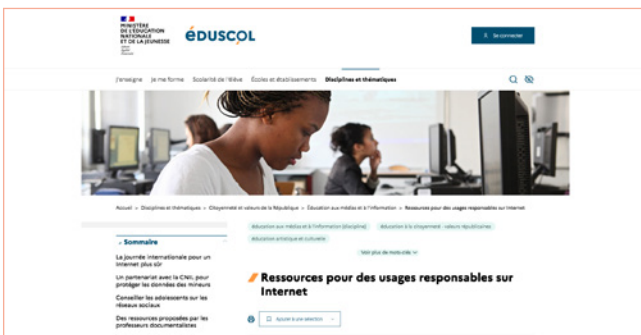 MINISTÈRE
DE L'ÉDUCATION
NATIONALE
ET DE LA JEUNESSE
éduscol
Se connecter
J'enseigne Je me forme Scolarité de l'élève Écoles et établissements Disciplines et thématiques
Accueil > Disciplines et thématiques > Citoyenneté et valeurs de la République > Éducation aux médias et à l'information > Ressources pour des usages responsables sur Internet
éducation aux médias et à l'information (discipline) éducation à la citoyenneté - valeurs républicaines
éducation artistique et culturelle
Voir plus de mots-clés
Sommaire
La journée internationale pour un
Internet plus sûr
Un partenariat avec la CNIL pour
protéger les données des mineurs
Conseiller les adolescents sur les
réseaux sociaux
Des ressources proposées par les
professeurs documentalistes
Ressources pour des usages responsables sur
Internet
Ajouter à une sélection